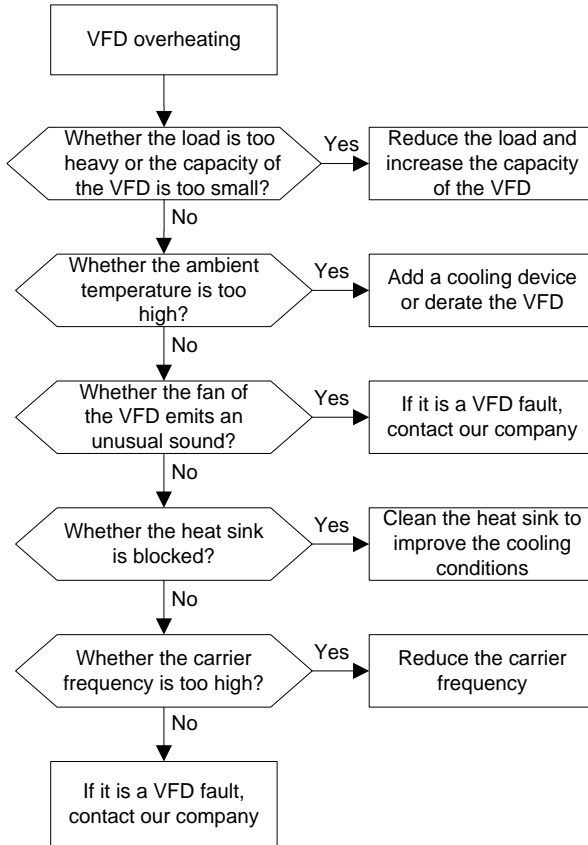 VFD overheating
Whether the load is too
heavy or the capacity of
the VFD is too small?
Yes
Reduce the load and
increase the capacity
of the VFD
No
Whether the ambient
temperature is too
high?
Yes
Add a cooling device
or derate the VFD
No
Whether the fan of
the VFD emits an
unusual sound?
Yes
If it is a VFD fault,
contact our company
No
Whether the heat sink
is blocked?
Yes
Clean the heat sink to
improve the cooling
conditions
No
Whether the carrier
frequency is too high?
Yes
Reduce the carrier
frequency
No
If it is a VFD fault,
contact our company